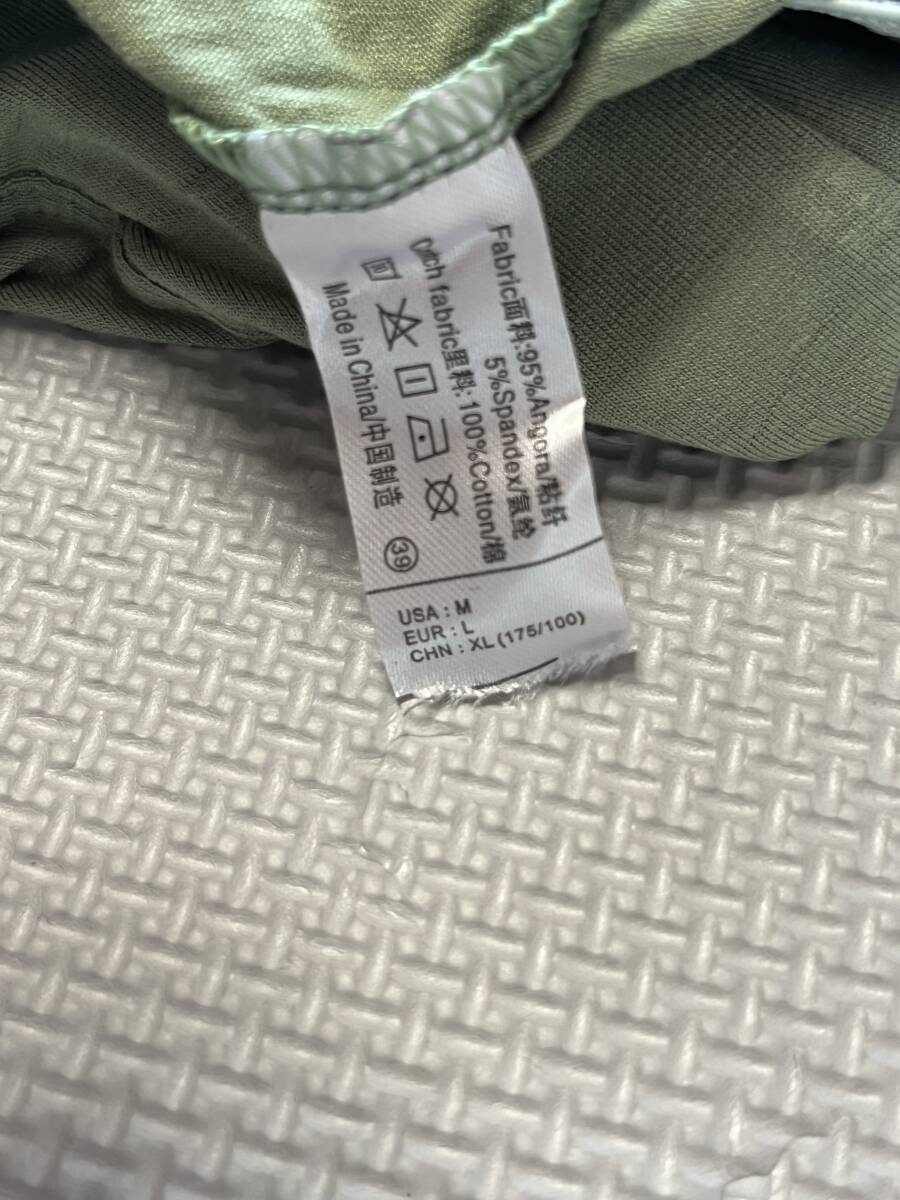 Fabric面料:95%Angora/粘纤
5%Spandex/氨纶
Crtch fabric里料:100%Cotton/棉
Made in China/中国制造
39
USA : M
EUR : L
CHN : XL (175/100)